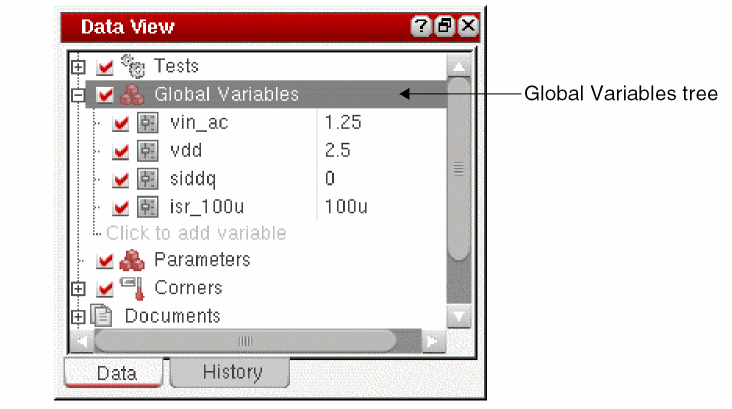 Data View
Tests
Global Variables
Global Variables tree
vin_ac 1.25
vdd 2.5
siddq 0
isr_100u 100u
Click to add variable
Parameters
Corners
Documents
Data History